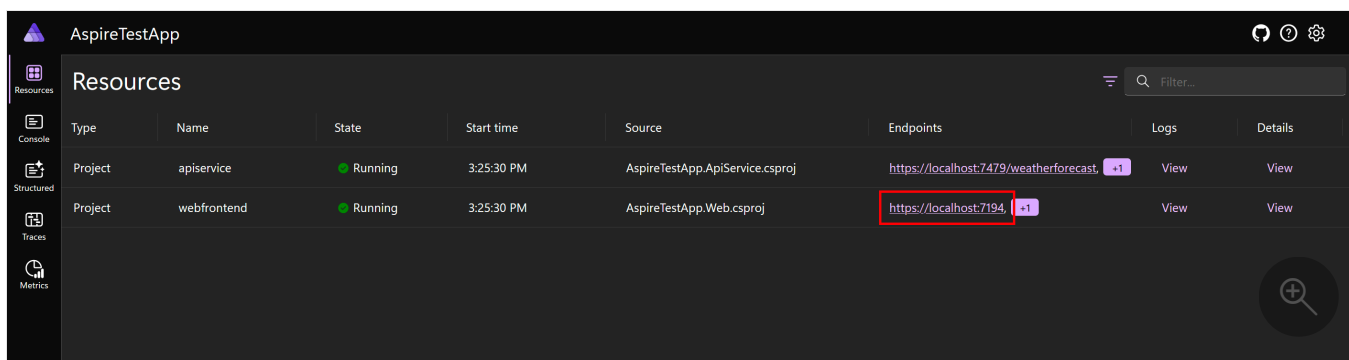 AspireTestApp
Resources
Resources
Filter...
Console
Structured
Traces
Metrics
Type Name State Start time Source Endpoints Logs Details
Project apiservice Running 3:25:30 PM AspireTestApp.ApiService.csproj https://localhost:7479/weatherforecast, +1 View View
Project webfrontend Running 3:25:30 PM AspireTestApp.Web.csproj https://localhost:7194, +1 View View